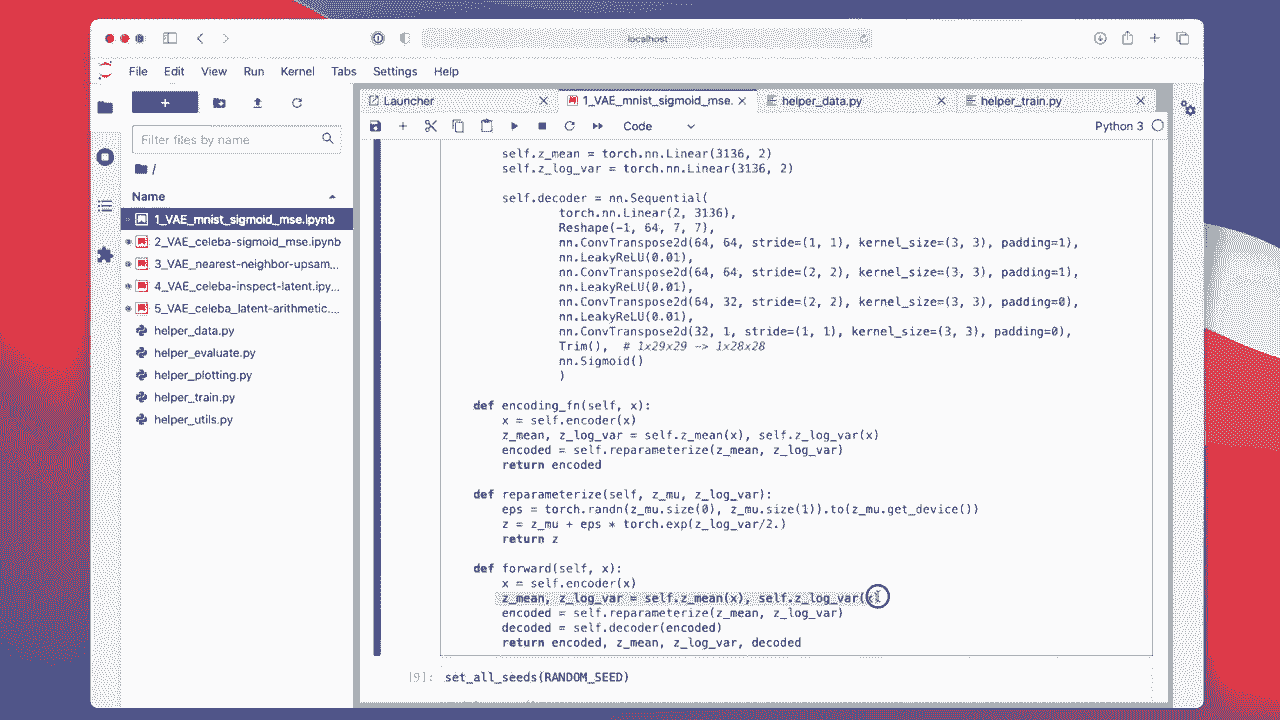 localhost
File Edit View Run Kernel Tabs Settings Help
+
Launcher
1_VAE_mnist_sigmoid_mse.
helper_data.py
helper_train.py
Filter files by name
Code
Python 3
/
Name
1_VAE_mnist_sigmoid_mse.ipynb
2_VAE_celeba-sigmoid_mse.ipynb
3_VAE_nearest-neighbor-upsam...
4_VAE_celeba-inspect-latent.ipy...
5_VAE_celeba_latent-arithmetic....
helper_data.py
helper_evaluate.py
helper_plotting.py
helper_train.py
helper_utils.py
self.z_mean = torch.nn.Linear(3136, 2)
self.z_log_var = torch.nn.Linear(3136, 2)
self.decoder = nn.Sequential(
torch.nn.Linear(2, 3136),
Reshape(-1, 64, 7, 7),
nn.ConvTranspose2d(64, 64, stride=(1, 1), kernel_size=(3, 3), padding=1),
nn.LeakyReLU(0.01),
nn.ConvTranspose2d(64, 64, stride=(2, 2), kernel_size=(3, 3), padding=1),
nn.LeakyReLU(0.01),
nn.ConvTranspose2d(64, 32, stride=(2, 2), kernel_size=(3, 3), padding=0),
nn.LeakyReLU(0.01),
nn.ConvTranspose2d(32, 1, stride=(1, 1), kernel_size=(3, 3), padding=0),
Trim(), # 1x29x29 -> 1x28x28
nn.Sigmoid()
)
def encoding_fn(self, x):
x = self.encoder(x)
z_mean, z_log_var = self.z_mean(x), self.z_log_var(x)
encoded = self.reparameterize(z_mean, z_log_var)
return encoded
def reparameterize(self, z_mu, z_log_var):
eps = torch.randn(z_mu.size(0), z_mu.size(1)).to(z_mu.get_device())
z = z_mu + eps * torch.exp(z_log_var/2.)
return z
def forward(self, x):
x = self.encoder(x)
z_mean, z_log_var = self.z_mean(x), self.z_log_var(x)
encoded = self.reparameterize(z_mean, z_log_var)
decoded = self.decoder(encoded)
return encoded, z_mean, z_log_var, decoded
[9]: set_all_seeds(RANDOM_SEED)